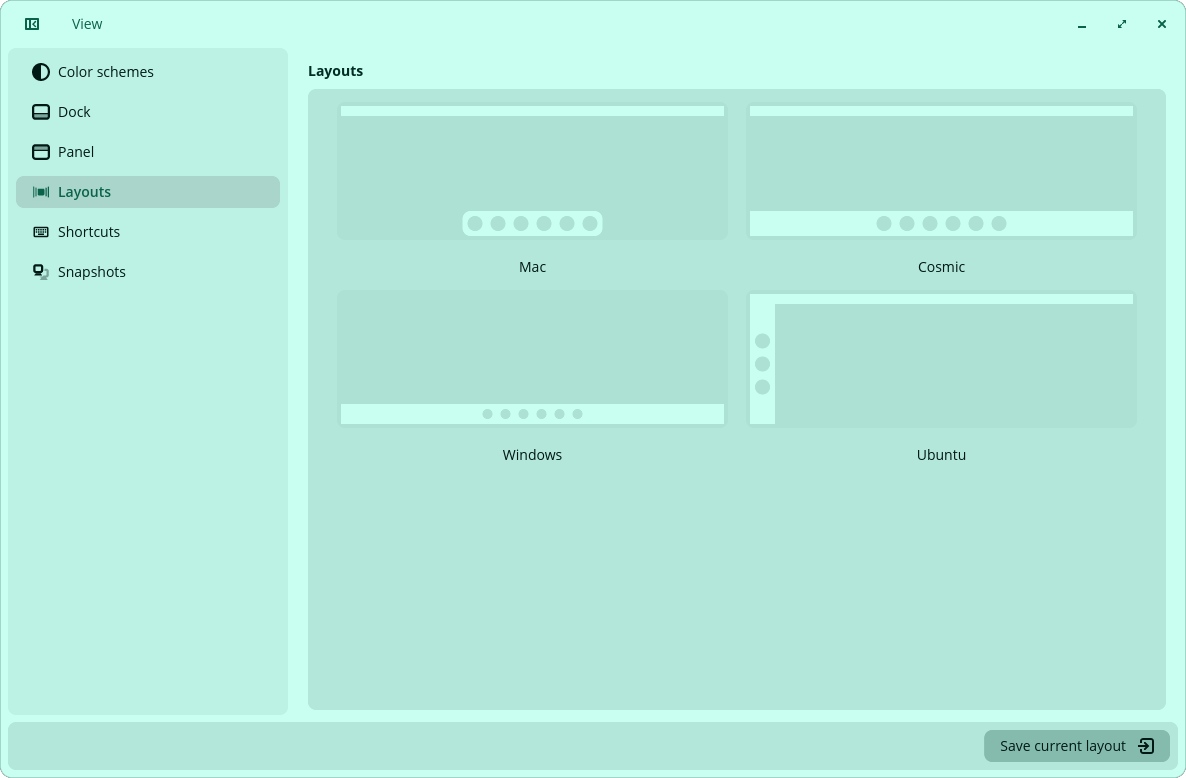 View
Color schemes
Dock
Panel
Layouts
Shortcuts
Snapshots
Layouts
Mac
Cosmic
Windows
Ubuntu
Save current layout